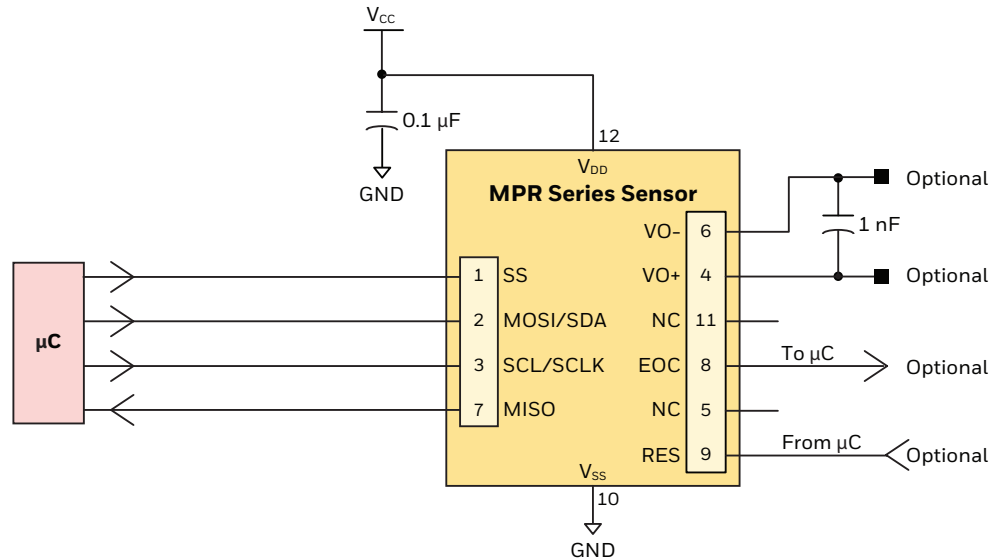 VCC
0.1 µF
GND
12
VDD
MPR Series Sensor
µC
1 SS
2 MOSI/SDA
3 SCL/SCLK
7 MISO
VO- 6
VO+ 4
NC 11
EOC 8
NC 5
RES 9
Optional
1 nF
Optional
To µC
Optional
From µC
Optional
VSS
10
GND